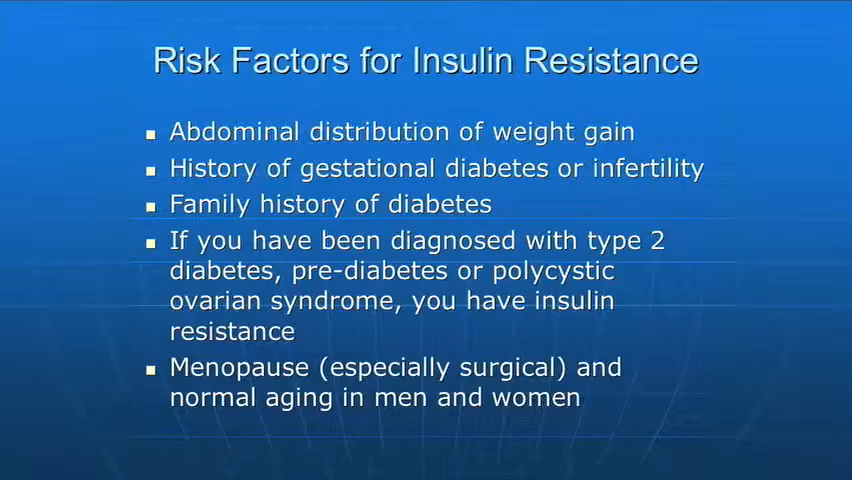 Risk Factors for Insulin Resistance
Abdominal distribution of weight gain
History of gestational diabetes or infertility
Family history of diabetes
If you have been diagnosed with type 2
diabetes, pre-diabetes or polycystic
ovarian syndrome, you have insulin
resistance
Menopause (especially surgical) and
normal aging in men and women